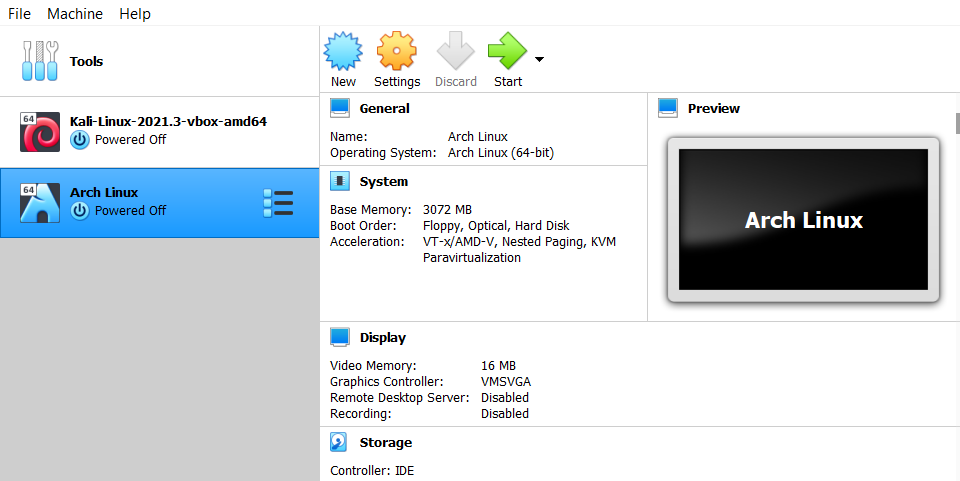 File Machine Help
Tools
64
Kali-Linux-2021.3-vbox-amd64
Powered Off
64
Arch Linux
Powered Off
New Settings Discard Start
General
Name: Arch Linux
Operating System: Arch Linux (64-bit)
System
Base Memory: 3072 MB
Boot Order: Floppy, Optical, Hard Disk
Acceleration: VT-x/AMD-V, Nested Paging, KVM
Paravirtualization
Preview
Arch Linux
Display
Video Memory: 16 MB
Graphics Controller: VMSVGA
Remote Desktop Server: Disabled
Recording: Disabled
Storage
Controller: IDE